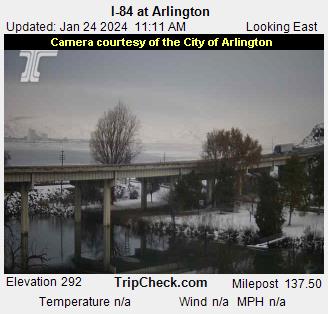 I-84 at Arlington
Updated: Jan 24 2024 11:11 AM Looking East
Camera courtesy of the City of Arlington
Elevation 292 TripCheck.com Milepost 137.50
Temperature n/a Wind n/a MPH n/a